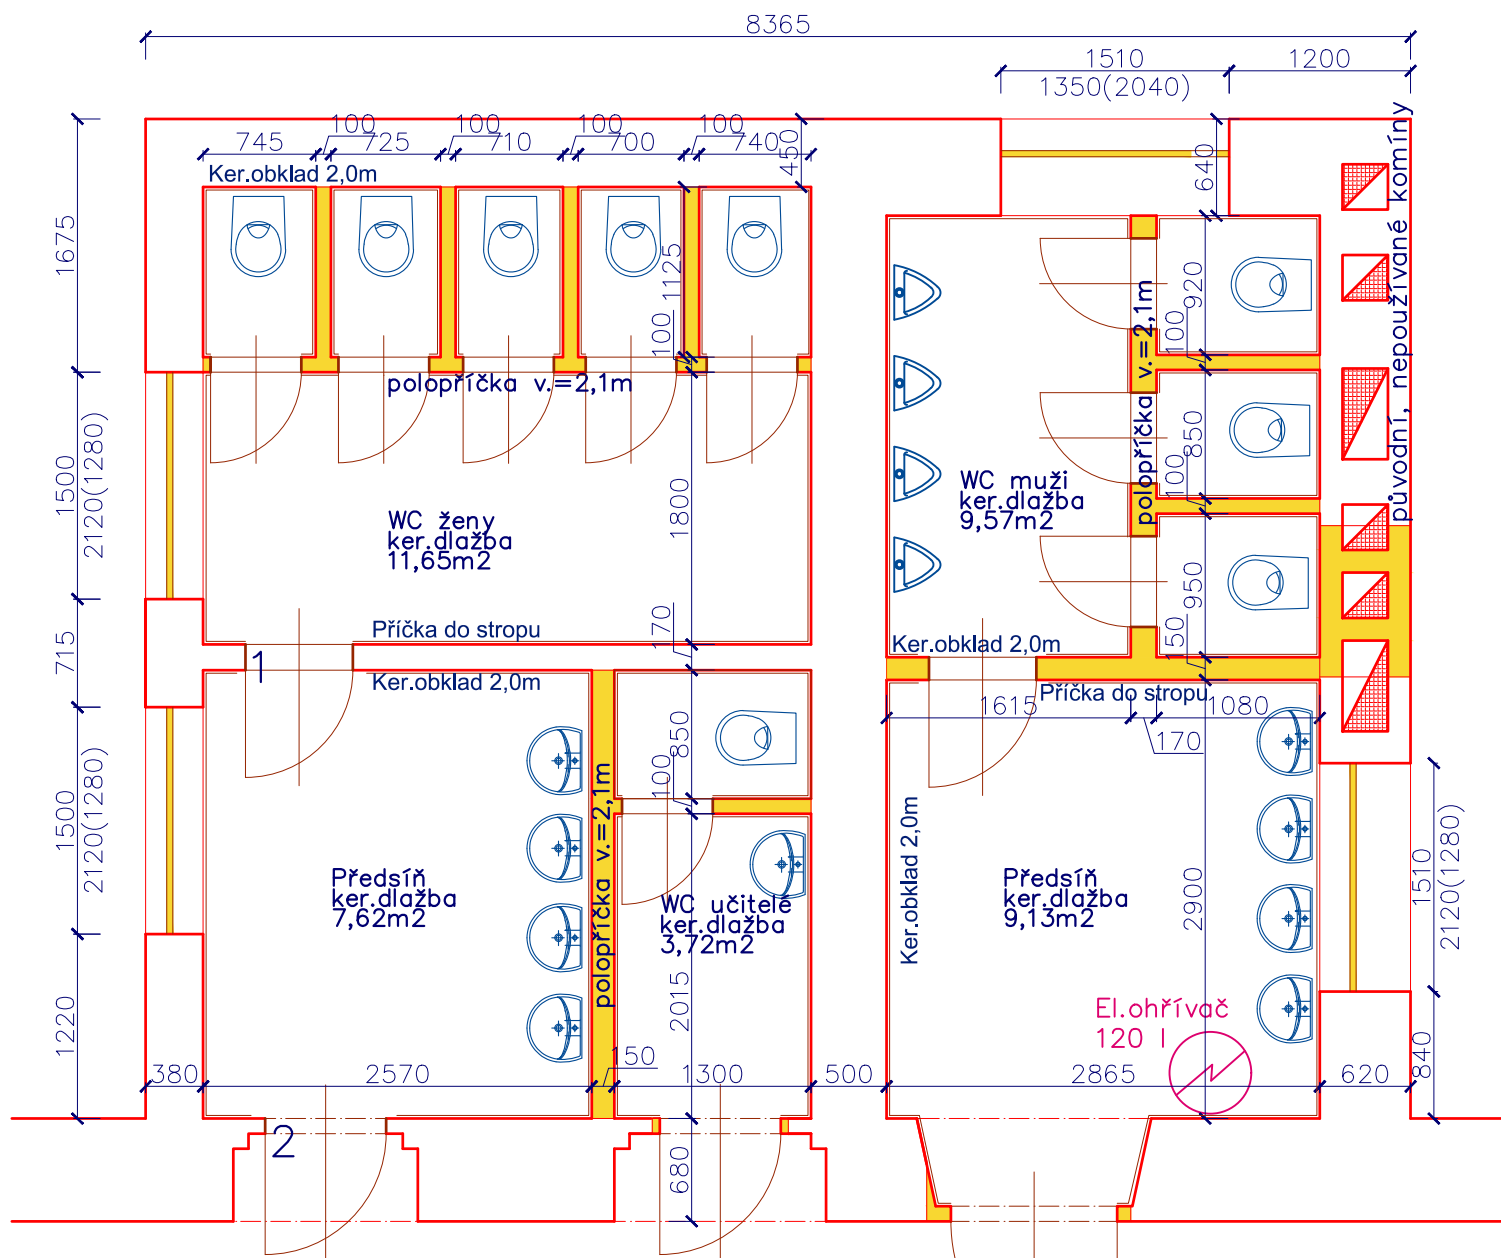 8365
1510
1350(2040)
1200
745
100
725
100
710
100
700
100
740
450
640
Ker.obklad 2,0m
1675
1125
100
920
100
původní, nepoužívané komíny
polopříčka v.=2,1m
polopříčka v.=2,1m
850
100
1500
2120(1280)
1800
WC ženy
ker.dlažba
11,65m2
WC muži
ker.dlažba
9,57m2
950
150
715
170
Příčka do stropu
1
Ker.obklad 2,0m
Ker.obklad 2,0m
Příčka do stropu
1615
170
1080
850
100
1500
2120(1280)
polopříčka v.=2,1m
Ker.obklad 2,0m
2900
1510
2120(1280)
Předsíň
ker.dlažba
7,62m2
WC učitelé
ker.dlažba
3,72m2
Předsíň
ker.dlažba
9,13m2
2015
1220
El.ohřívač
120 l
840
380
2570
150
1300
500
2865
620
2
680